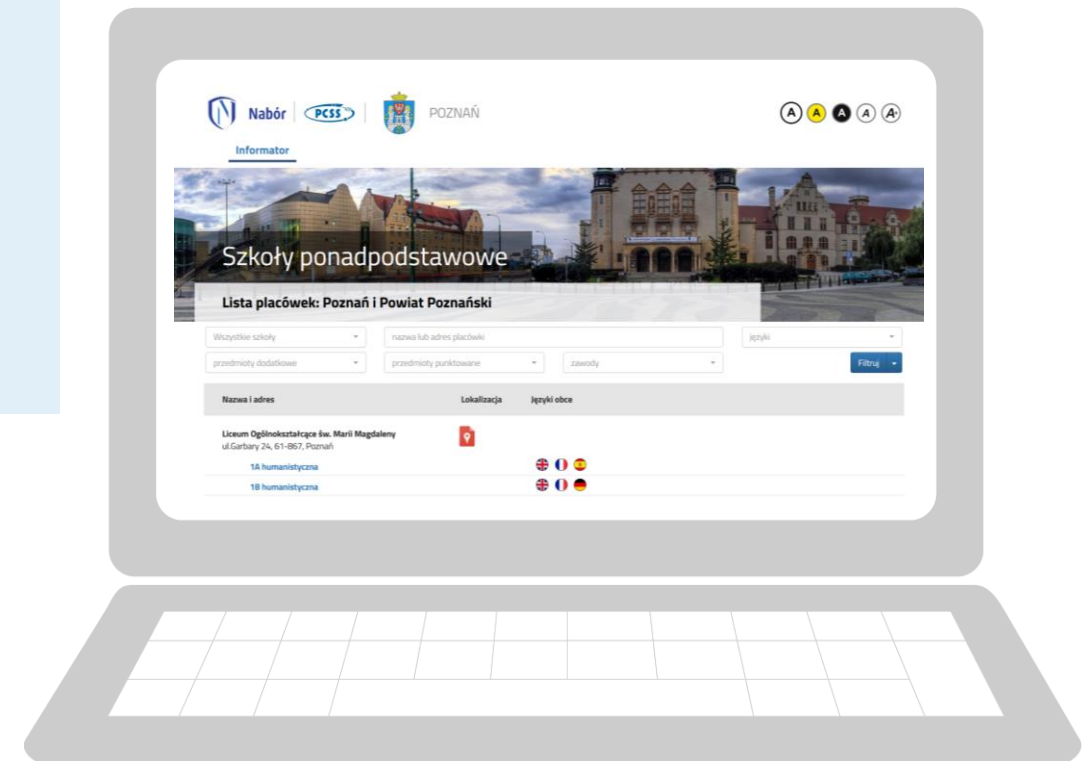 Nabór PCSS POZNAŃ A A A A A+
Informator
Szkoły ponadpodstawowe
Lista placówek: Poznań i Powiat Poznański
Wszystkie szkoły nazwa lub adres placówki języki
przedmioty dodatkowe przedmioty punktowane zawody Filtruj
Nazwa i adres Lokalizacja Języki obce
Liceum Ogólnokształcące św. Marii Magdaleny
ul.Garbary 24, 61-867, Poznań
1A humanistyczna
1B humanistyczna